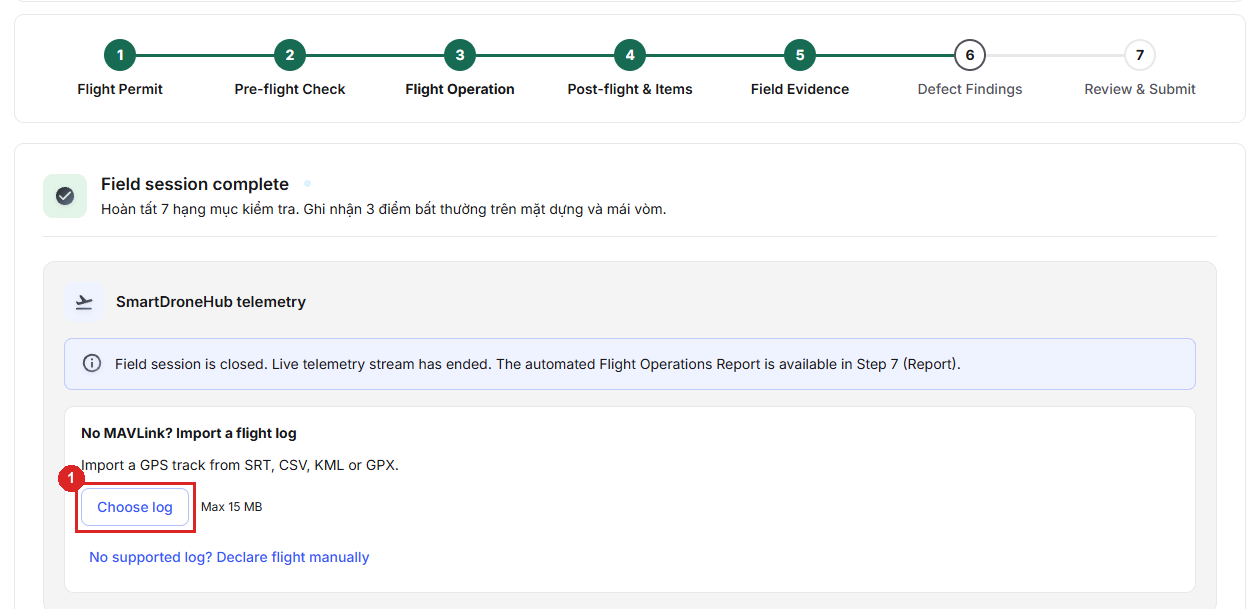 1 2 3 4 5 6 7
Flight Permit Pre-flight Check Flight Operation Post-flight & Items Field Evidence Defect Findings Review & Submit
Field session complete
Hoàn tất 7 hạng mục kiểm tra. Ghi nhận 3 điểm bất thường trên mặt dựng và mái vòm.
SmartDroneHub telemetry
Field session is closed. Live telemetry stream has ended. The automated Flight Operations Report is available in Step 7 (Report).
No MAVLink? Import a flight log
Import a GPS track from SRT, CSV, KML or GPX.
1
Choose log Max 15 MB
No supported log? Declare flight manually